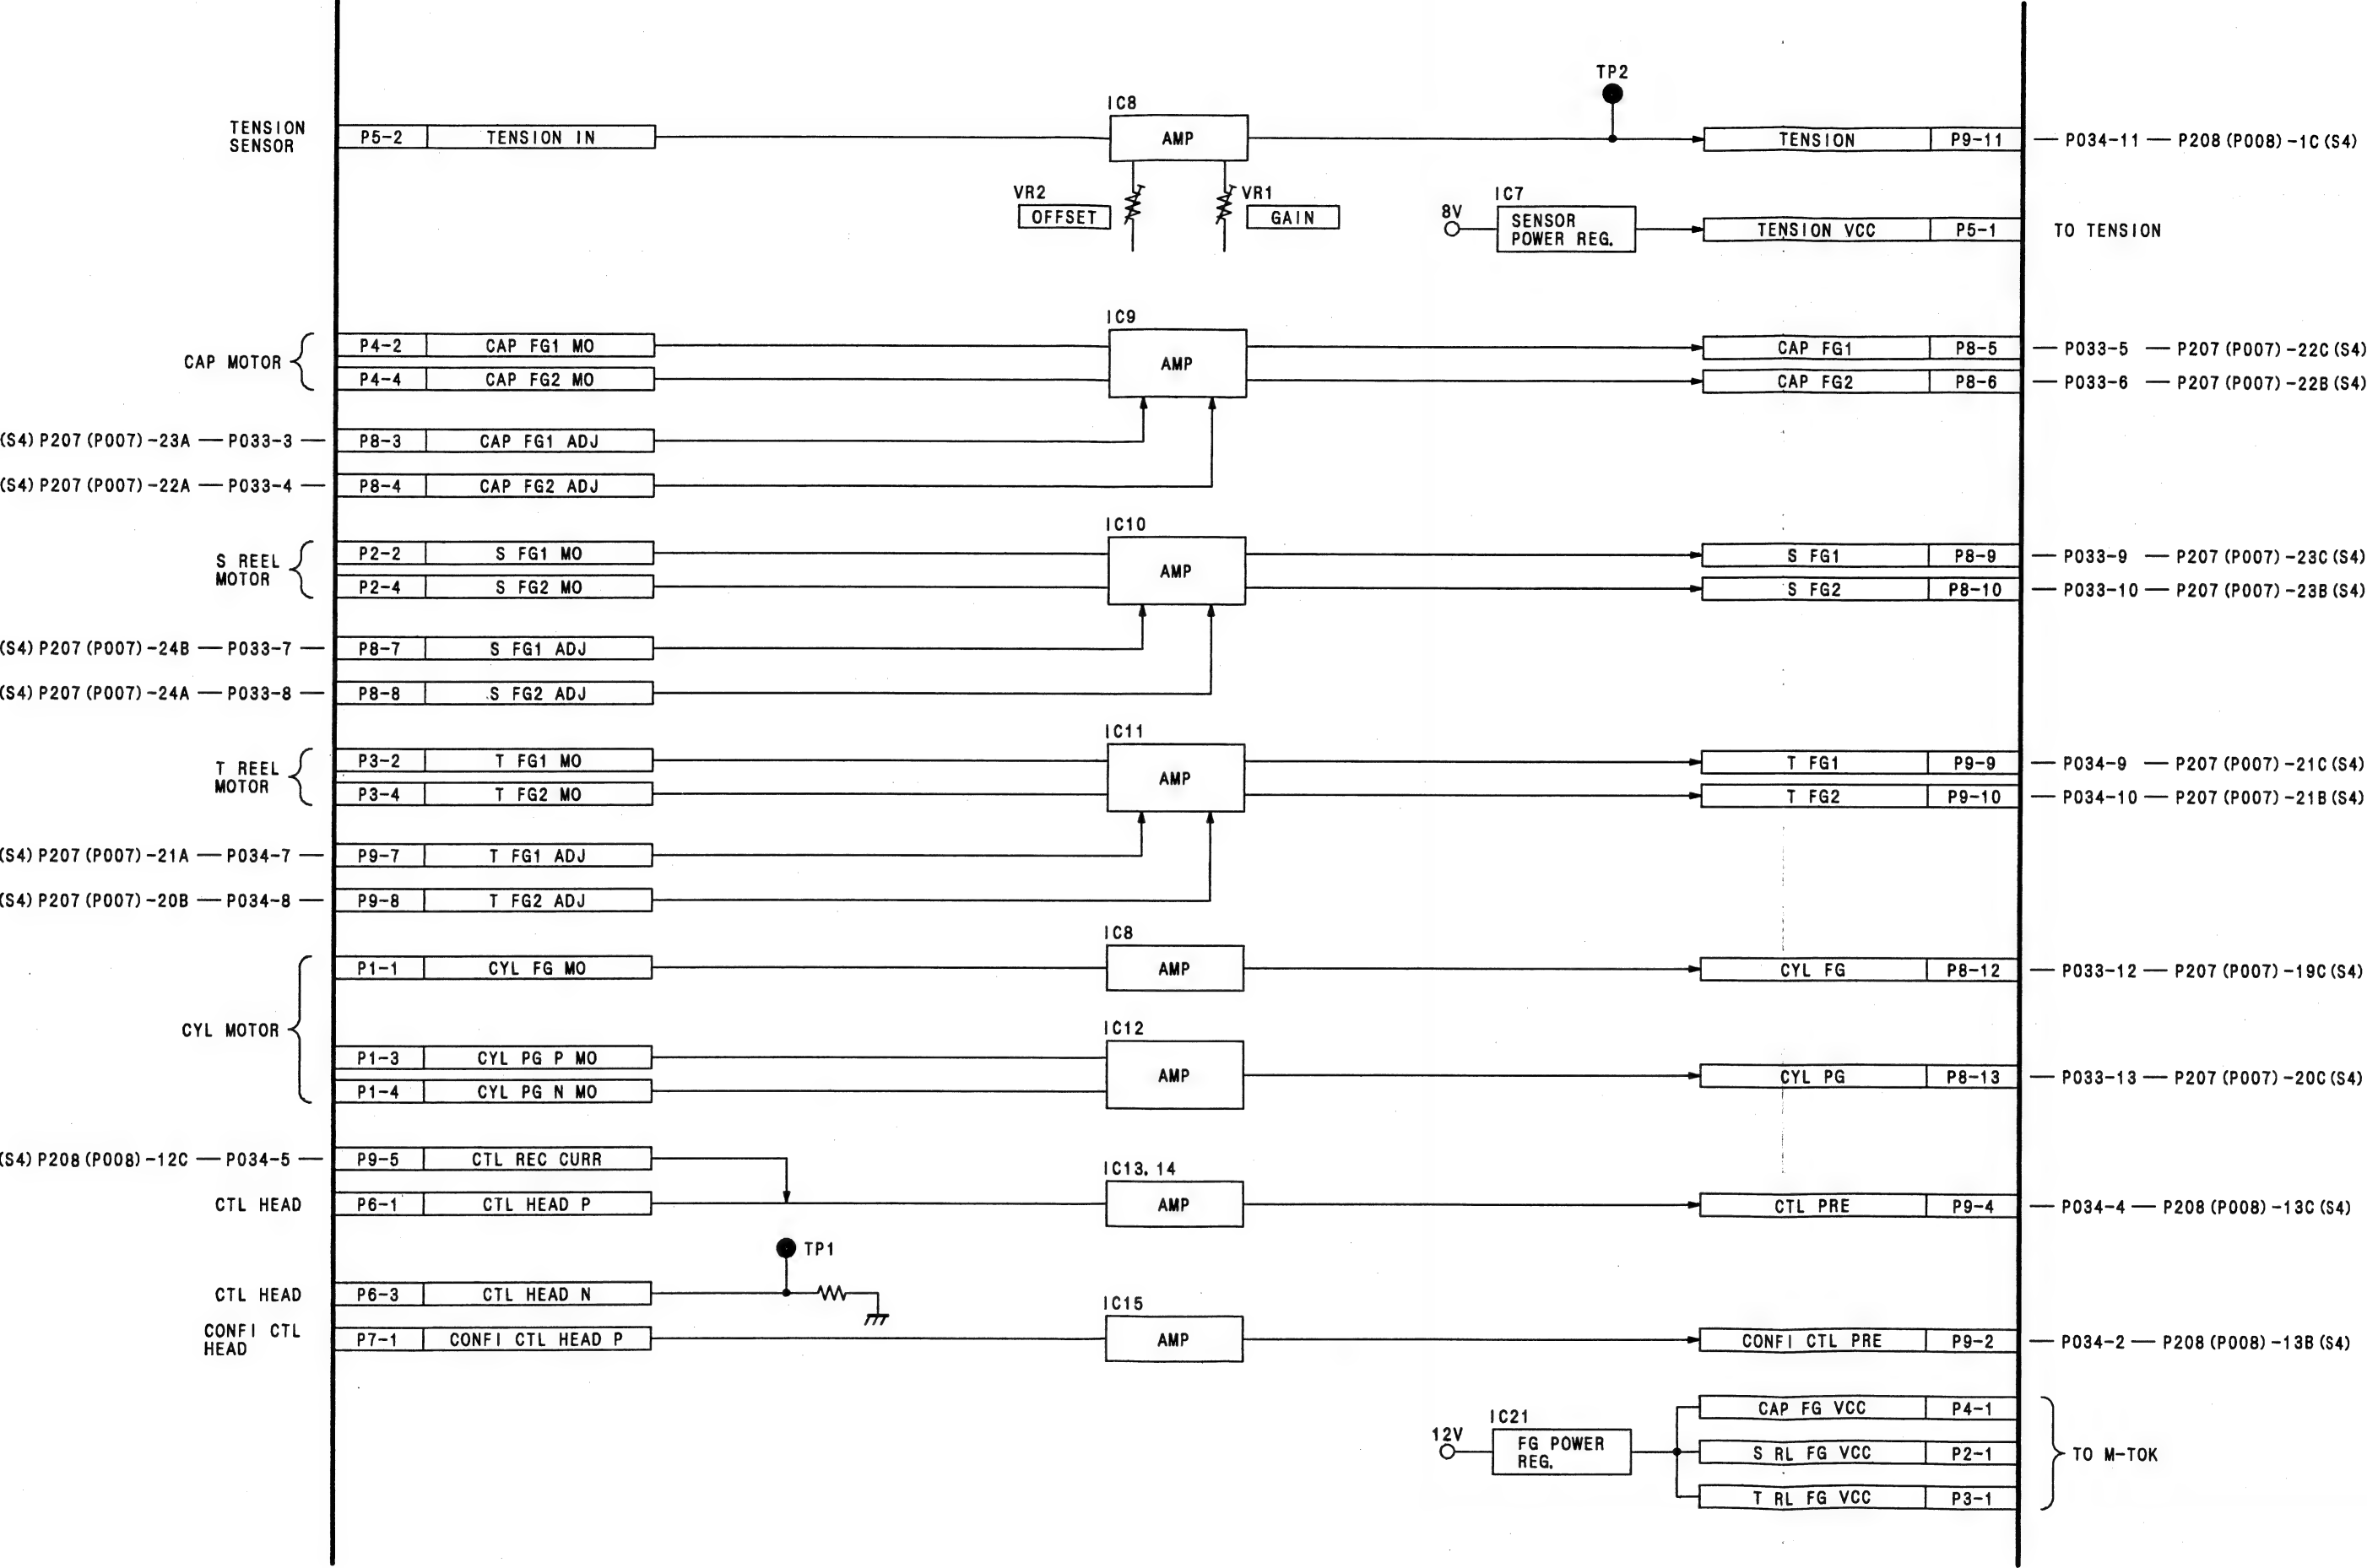 TP2
IC8
TENSION SENSOR P5-2 TENSION IN AMP TENSION P9-11 — P034-11 — P208(P008)-1C(S4)
VR2 OFFSET VR1 GAIN
IC7
8V SENSOR POWER REG. TENSION VCC P5-1 TO TENSION
IC9
CAP MOTOR
P4-2 CAP FG1 MO AMP CAP FG1 P8-5 — P033-5 — P207(P007)-22C(S4)
P4-4 CAP FG2 MO CAP FG2 P8-6 — P033-6 — P207(P007)-22B(S4)
(S4)P207(P007)-23A — P033-3 — P8-3 CAP FG1 ADJ
(S4)P207(P007)-22A — P033-4 — P8-4 CAP FG2 ADJ
IC10
S REEL MOTOR
P2-2 S FG1 MO AMP S FG1 P8-9 — P033-9 — P207(P007)-23C(S4)
P2-4 S FG2 MO S FG2 P8-10 — P033-10 — P207(P007)-23B(S4)
(S4)P207(P007)-24B — P033-7 — P8-7 S FG1 ADJ
(S4)P207(P007)-24A — P033-8 — P8-8 S FG2 ADJ
IC11
T REEL MOTOR
P3-2 T FG1 MO AMP T FG1 P9-9 — P034-9 — P207(P007)-21C(S4)
P3-4 T FG2 MO T FG2 P9-10 — P034-10 — P207(P007)-21B(S4)
(S4)P207(P007)-21A — P034-7 — P9-7 T FG1 ADJ
(S4)P207(P007)-20B — P034-8 — P9-8 T FG2 ADJ
IC8
P1-1 CYL FG MO AMP CYL FG P8-12 — P033-12 — P207(P007)-19C(S4)
CYL MOTOR
IC12
P1-3 CYL PG P MO AMP CYL PG P8-13 — P033-13 — P207(P007)-20C(S4)
P1-4 CYL PG N MO
(S4)P208(P008)-12C — P034-5 — P9-5 CTL REC CURR
IC13.14
CTL HEAD P6-1 CTL HEAD P AMP CTL PRE P9-4 — P034-4 — P208(P008)-13C(S4)
TP1
CTL HEAD P6-3 CTL HEAD N
IC15
CONFI CTL HEAD P7-1 CONFI CTL HEAD P AMP CONFI CTL PRE P9-2 — P034-2 — P208(P008)-13B(S4)
IC21
12V FG POWER REG.
CAP FG VCC P4-1
S RL FG VCC P2-1 TO M-TOK
T RL FG VCC P3-1